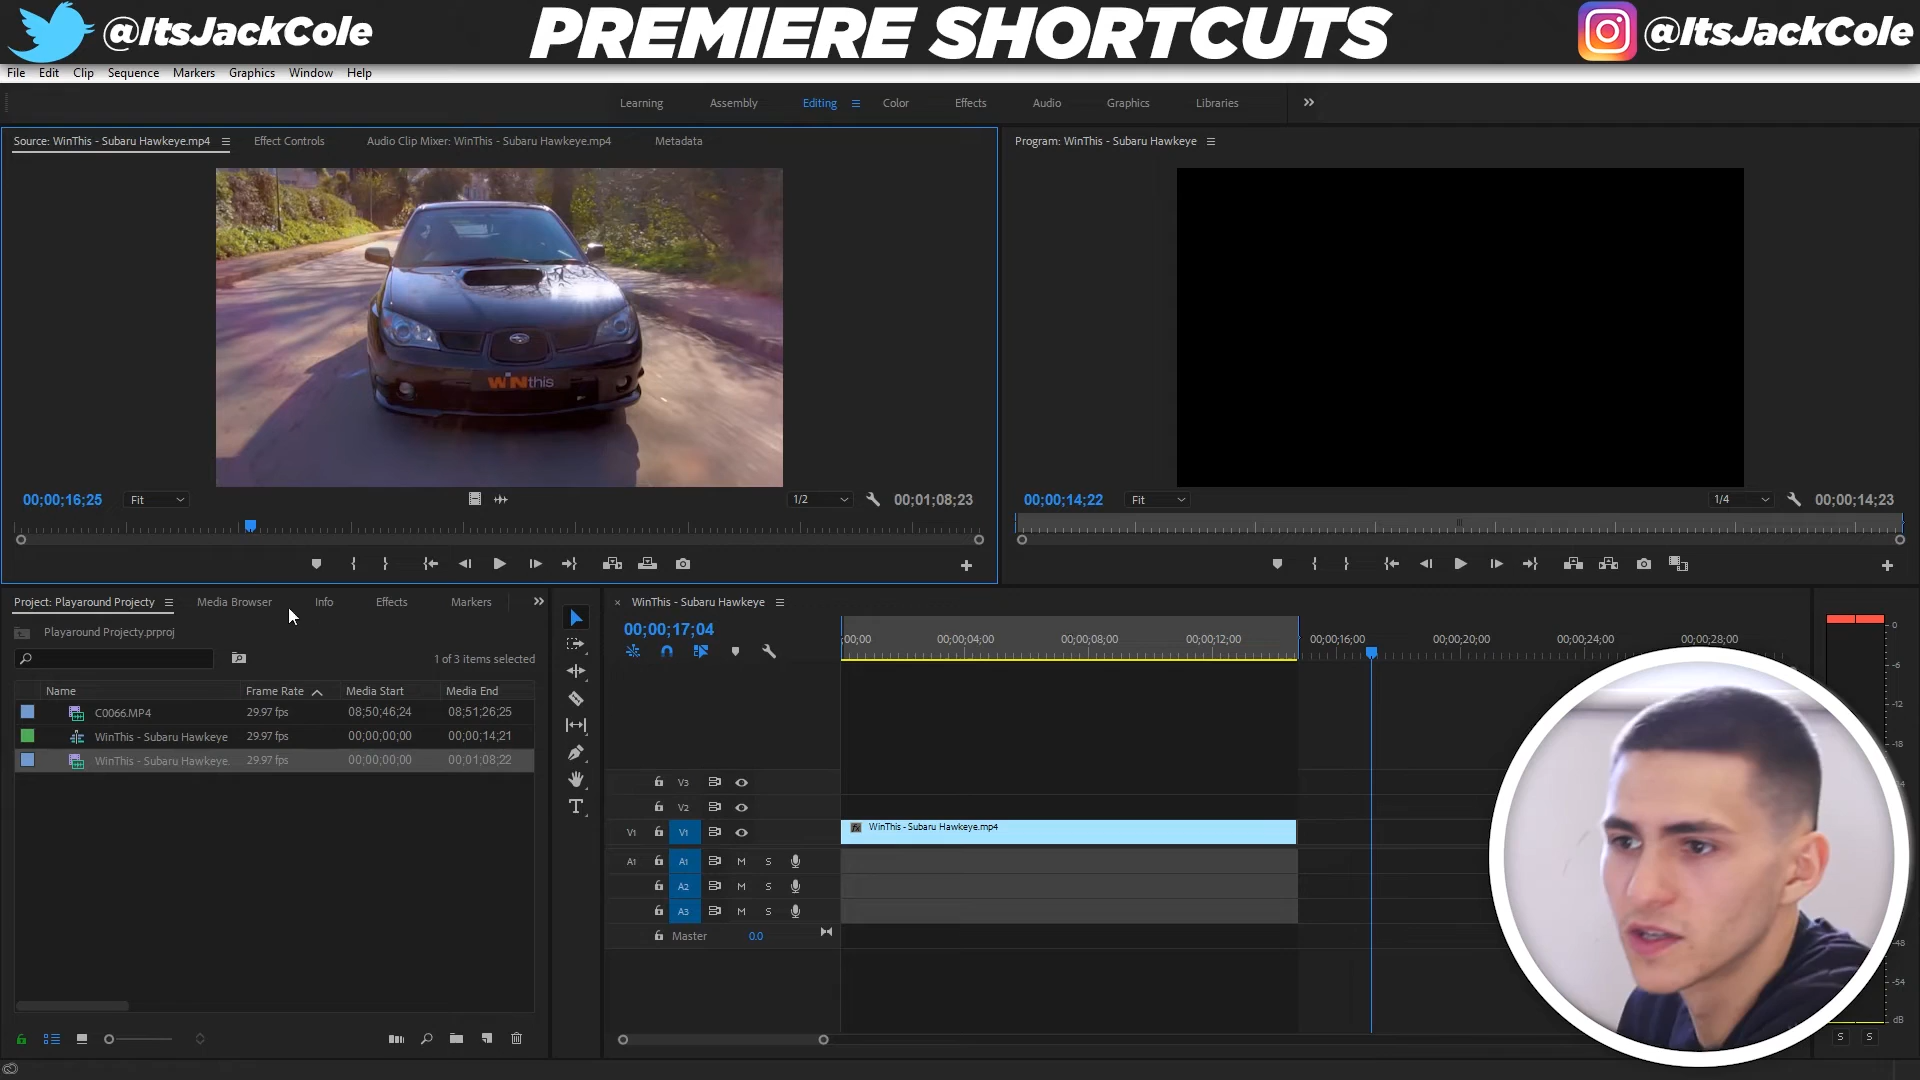 @ItsJackCole
PREMIERE SHORTCUTS
@ItsJackCole
File Edit Clip Sequence Markers Graphics Window Help
Learning Assembly Editing Color Effects Audio Graphics Libraries
Source: WinThis - Subaru Hawkeye.mp4 Effect Controls Audio Clip Mixer: WinThis - Subaru Hawkeye.mp4 Metadata
Program: WinThis - Subaru Hawkeye
WiNthis
00;00;16;25 Fit 1/2 00;01;08;23
00;00;14;22 Fit 1/4 00;00;14;23
Project: Playaround Projecty Media Browser Info Effects Markers
Playaround Projecty.prproj
1 of 3 items selected
Name Frame Rate Media Start Media End
C0066.MP4 29.97 fps 08;50;46;24 08;51;26;25
WinThis - Subaru Hawkeye 29.97 fps 00;00;00;00 00;00;14;21
WinThis - Subaru Hawkeye. 29.97 fps 00;00;00;00 00;01;08;22
× WinThis - Subaru Hawkeye
00;00;17;04
;00;00 00;00;04;00 00;00;08;00 00;00;12;00 00;00;16;00 00;00;20;00 00;00;24;00 00;00;28;00
V3
V2
V1 V1 fx WinThis - Subaru Hawkeye.mp4
A1 A1 M S
A2 M S
A3 M S
Master 0.0
0
-6
-12
-18
-48
-54
dB
S S